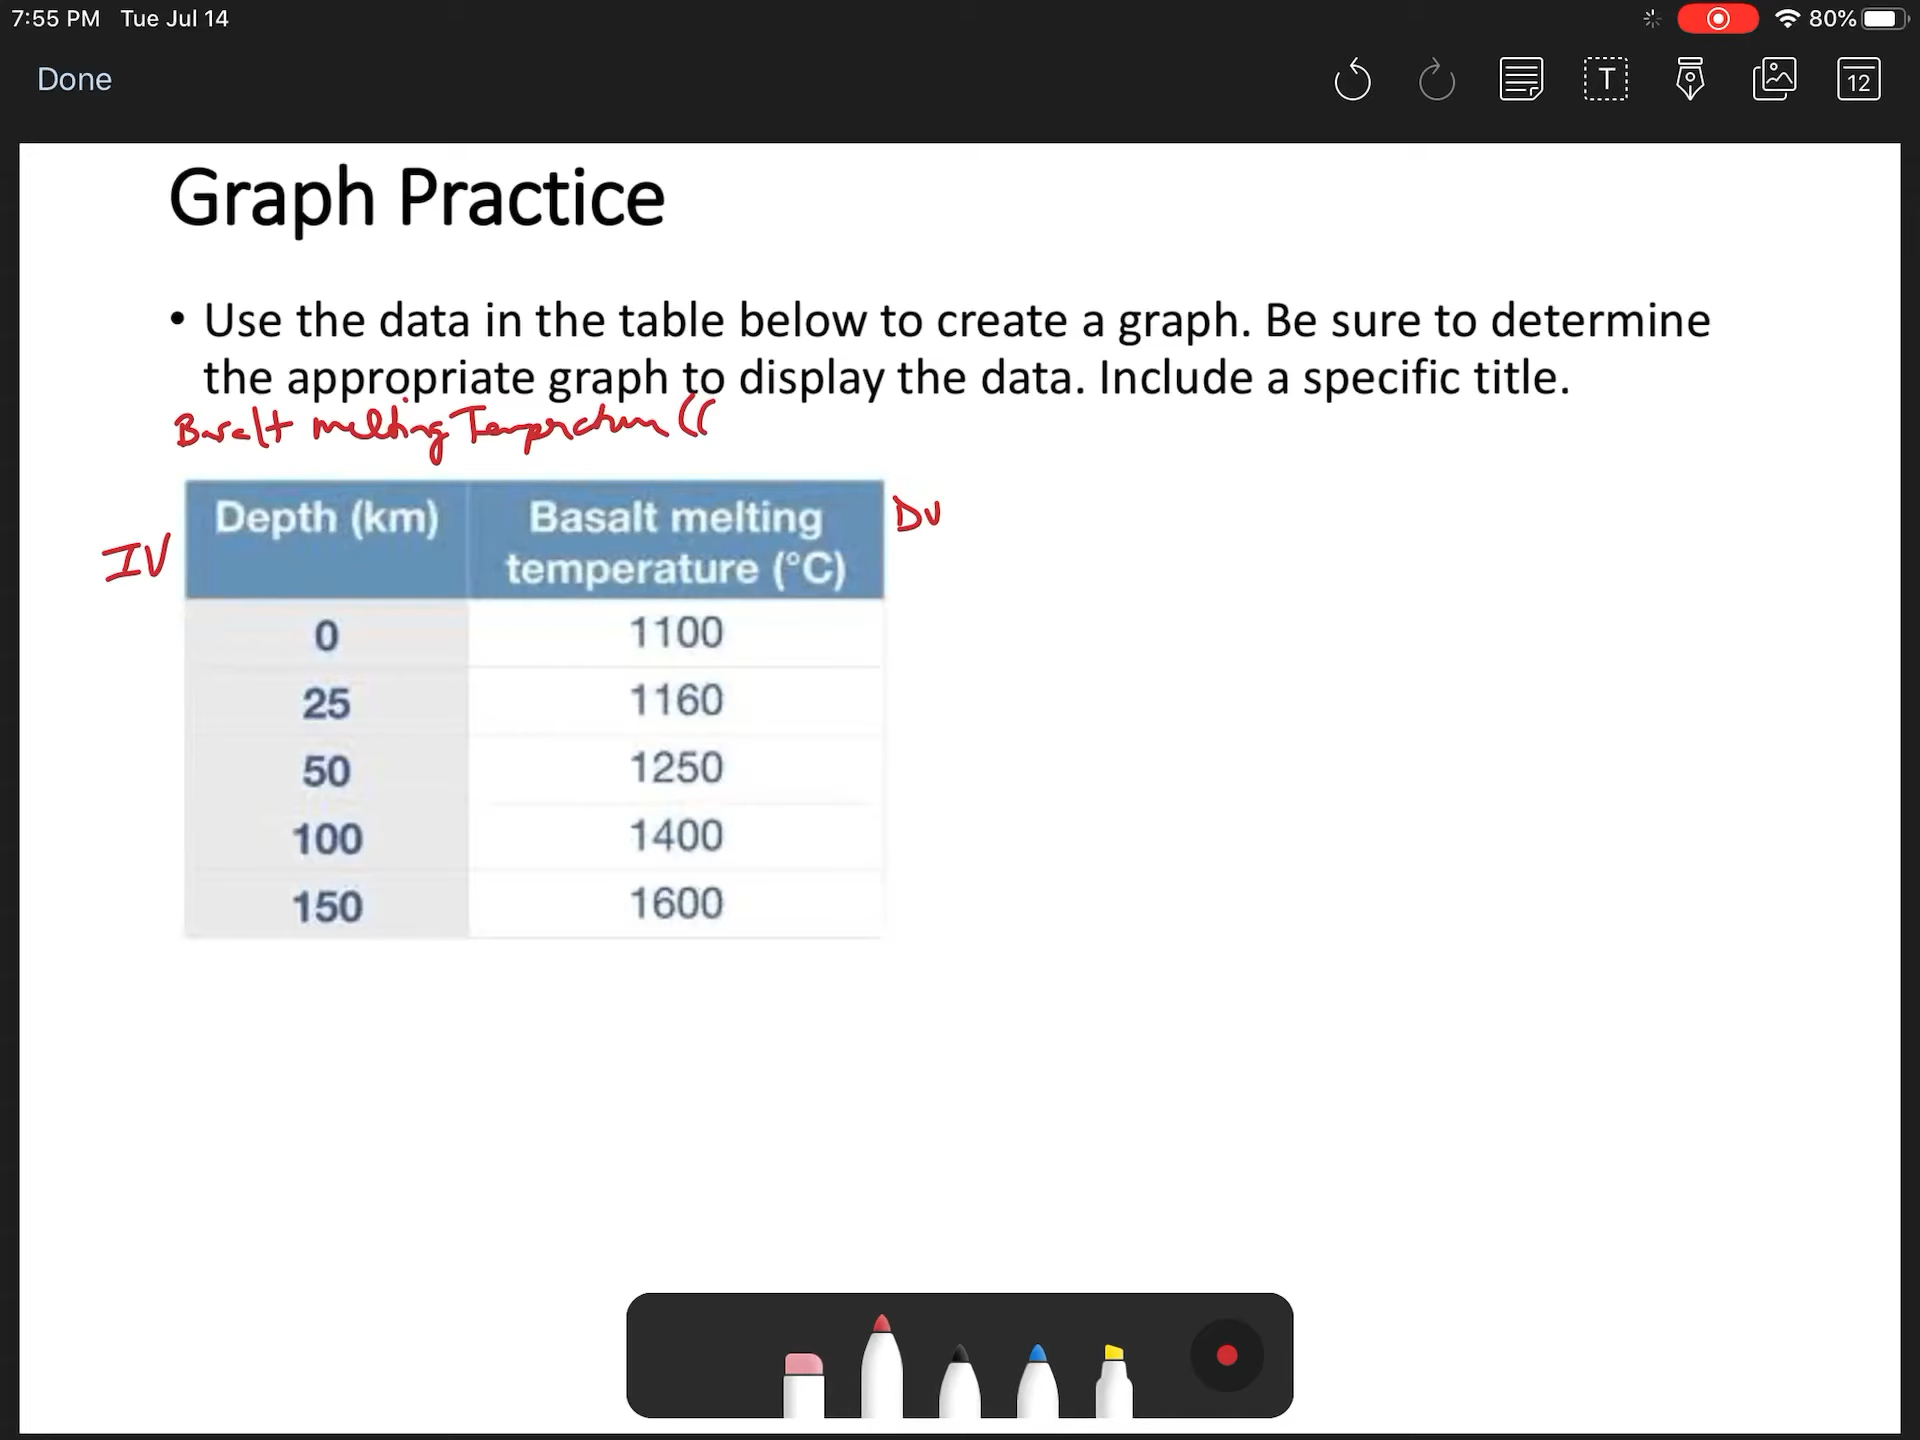 7:55 PM Tue Jul 14
80%
Done
T
12
Graph Practice
• Use the data in the table below to create a graph. Be sure to determine
the appropriate graph to display the data. Include a specific title.
Basalt melting Temperature ((
Depth (km) Basalt melting DV
IV temperature (°C)
0 1100
25 1160
50 1250
100 1400
150 1600